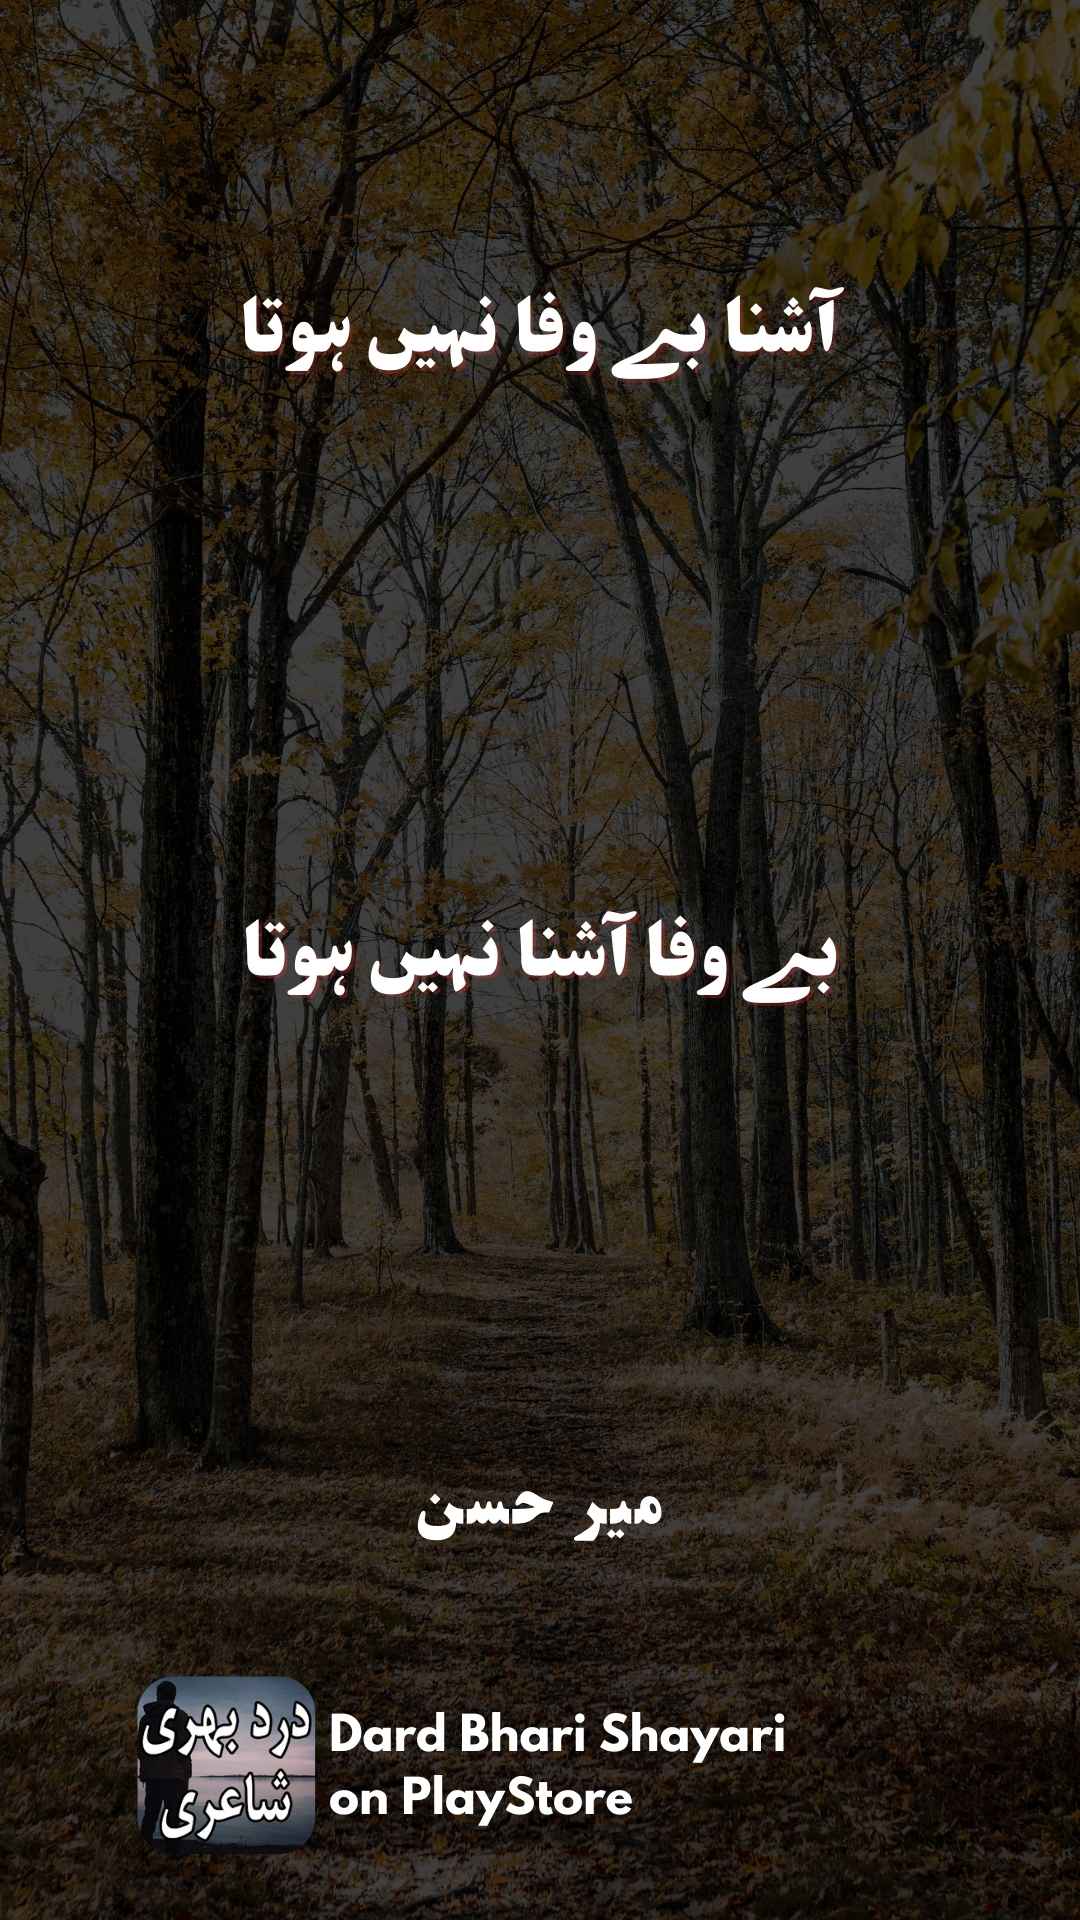 آشنا بے وفا نہیں ہوتا
بے وفا آشنا نہیں ہوتا
میر حسن
درد بھری
شاعری
Dard Bhari Shayari
on PlayStore